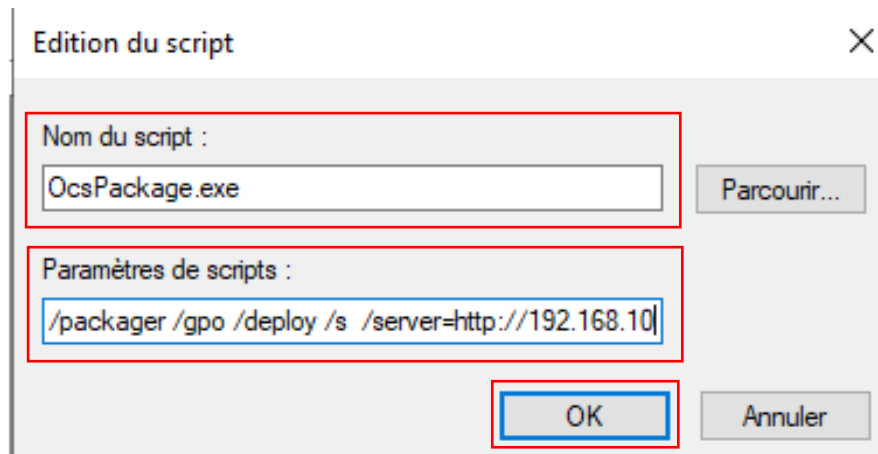 Edition du script
Nom du script :
OcsPackage.exe
Parcourir...
Paramètres de scripts :
/packager /gpo /deploy /s  /server=http://192.168.10
OK
Annuler